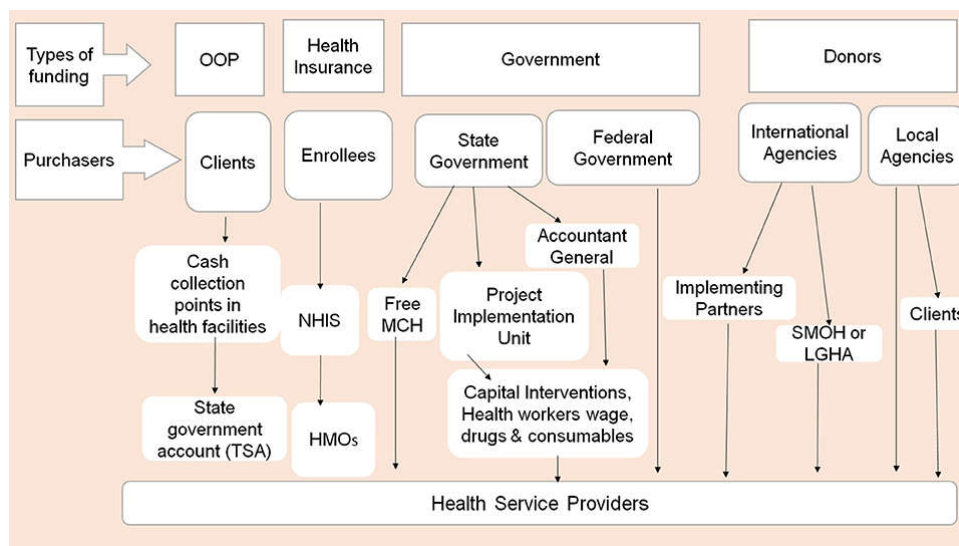 Types of
funding
OOP
Health
Insurance
Government
Donors
Purchasers
Clients
Enrollees
State
Government
Federal
Government
International
Agencies
Local
Agencies
Cash
collection
points in
health facilities
NHIS
Free
MCH
Project
Implementation
Unit
Accountant
General
Implementing
Partners
SMOH or
LGHA
Clients
State
government
account (TSA)
HMOs
Capital Interventions,
Health workers wage,
drugs & consumables
Health Service Providers